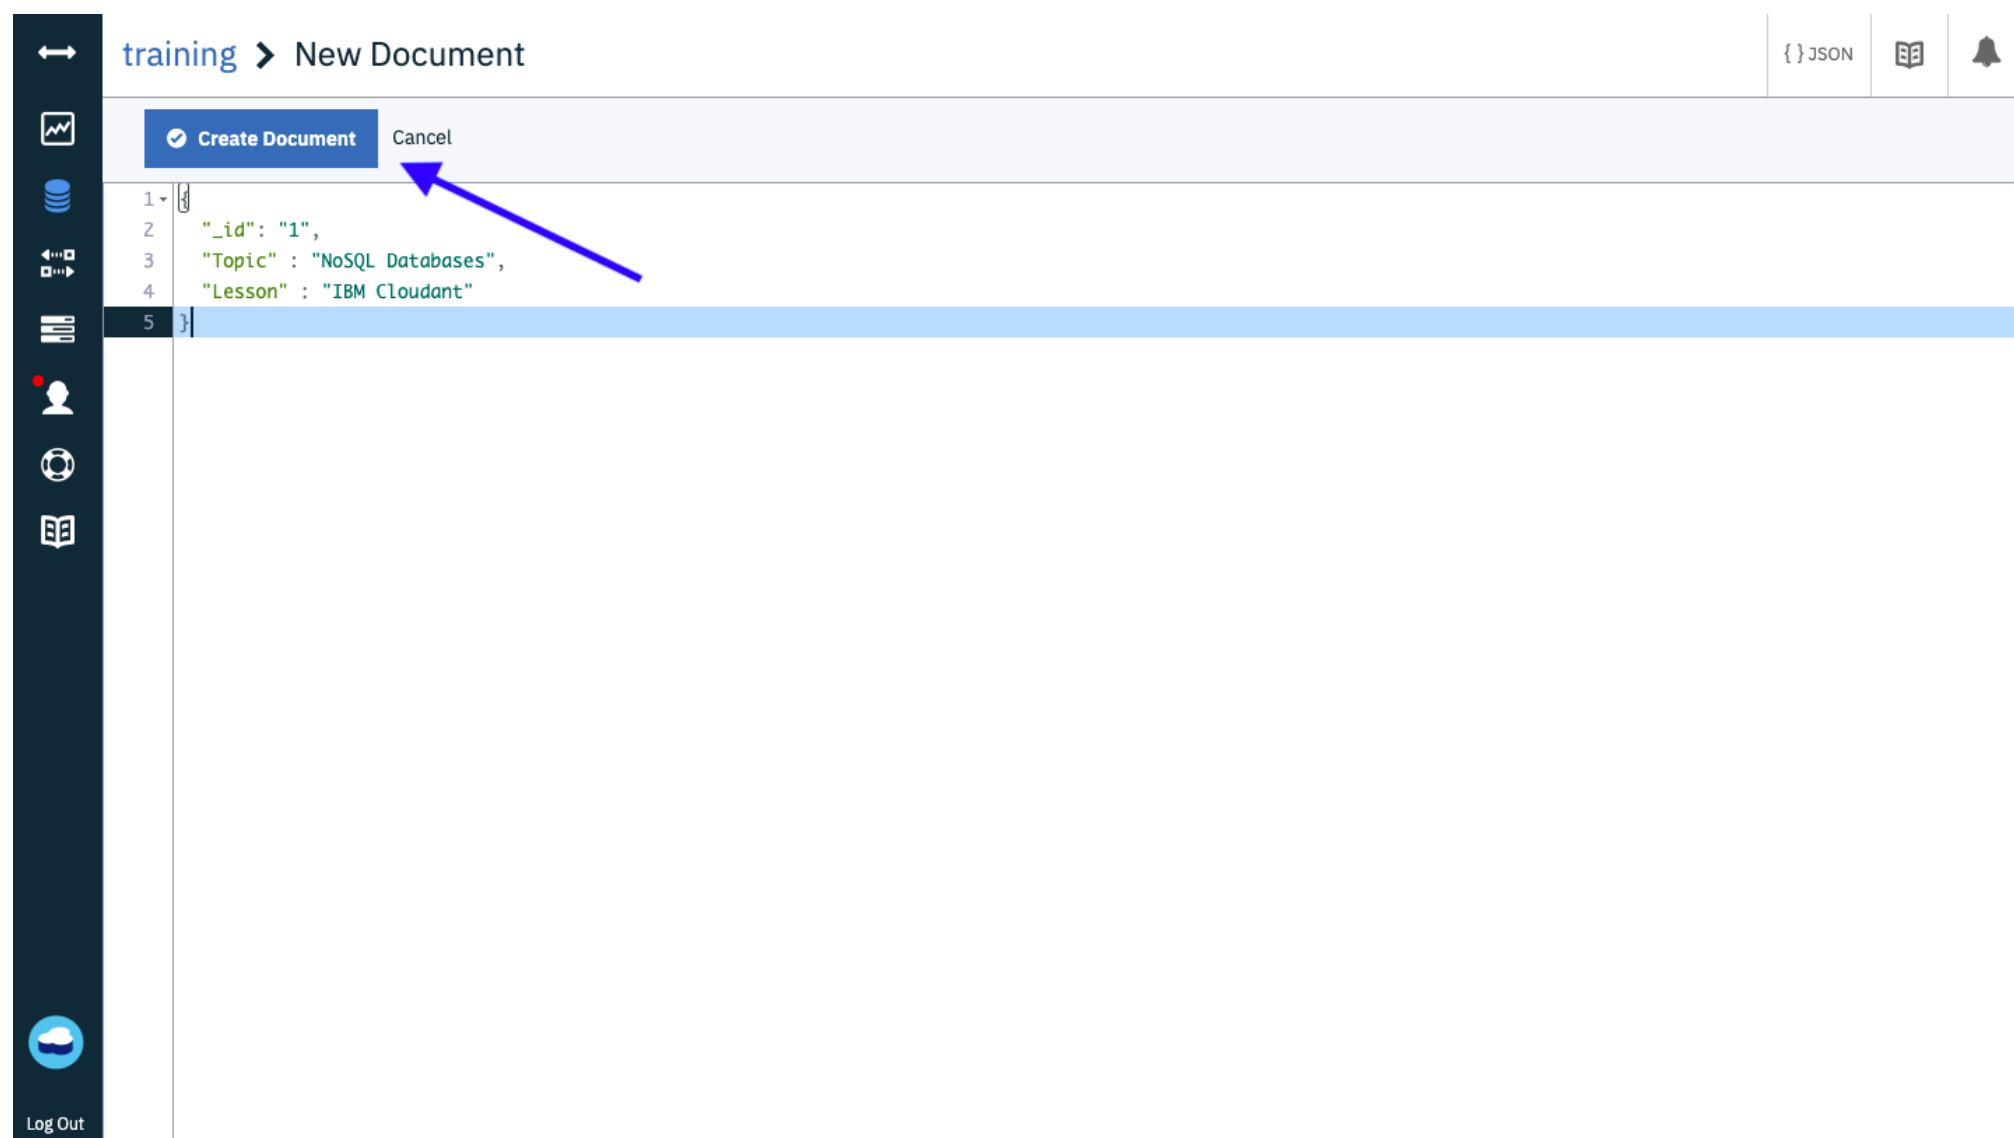 training > New Document
{ } JSON
Create Document Cancel
1 {
2 "_id": "1",
3 "Topic" : "NoSQL Databases",
4 "Lesson" : "IBM Cloudant"
5 }
Log Out